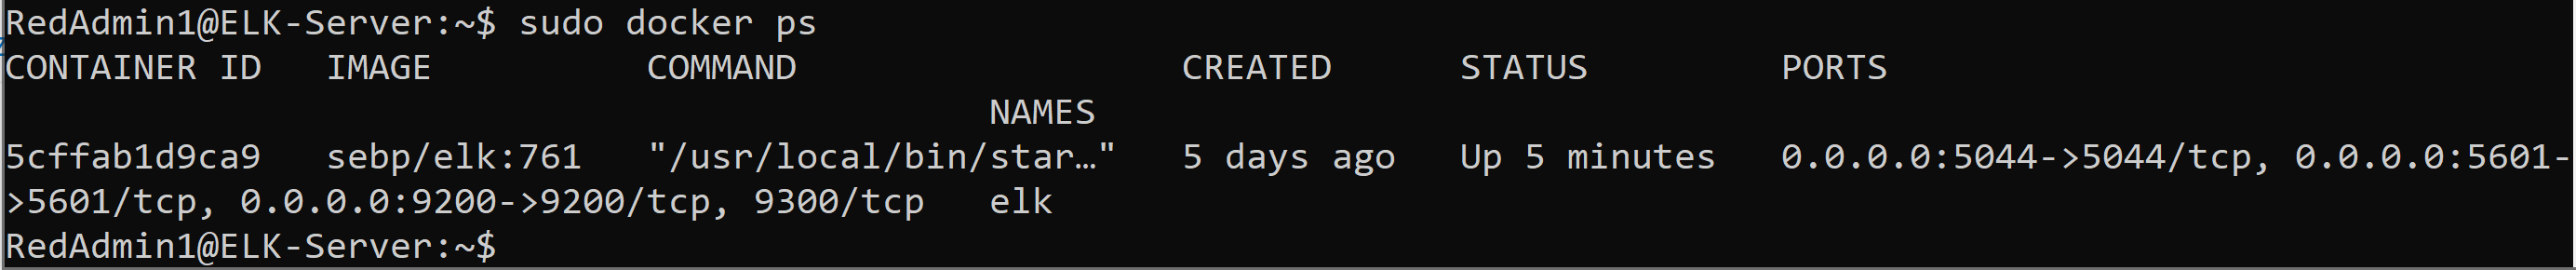 RedAdmin1@ELK-Server:~$ sudo docker ps
CONTAINER ID   IMAGE          COMMAND                  CREATED      STATUS         PORTS
NAMES
5cffab1d9ca9   sebp/elk:761   "/usr/local/bin/star…"   5 days ago   Up 5 minutes   0.0.0.0:5044->5044/tcp, 0.0.0.0:5601-
>5601/tcp, 0.0.0.0:9200->9200/tcp, 9300/tcp   elk
RedAdmin1@ELK-Server:~$